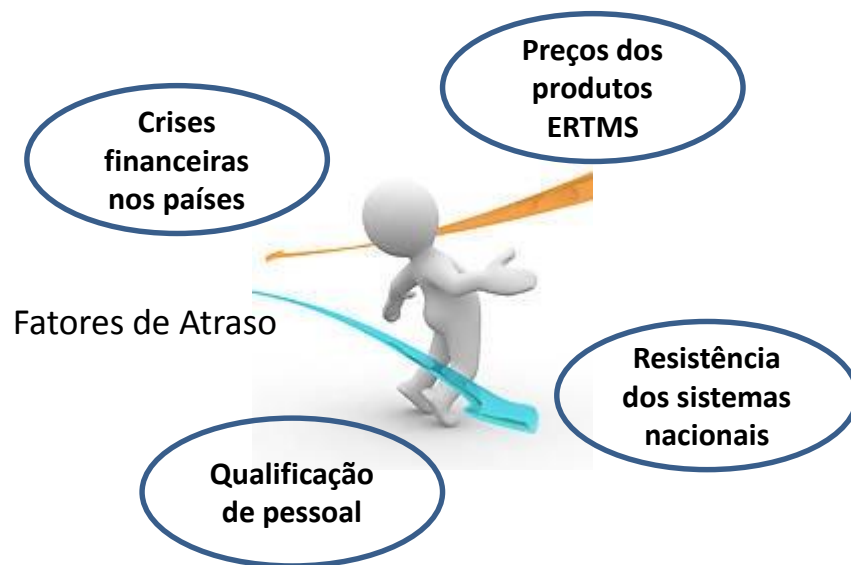 Preços dos
produtos
ERTMS
Crises
financeiras
nos países
Fatores de Atraso
Resistência
dos sistemas
nacionais
Qualificação
de pessoal